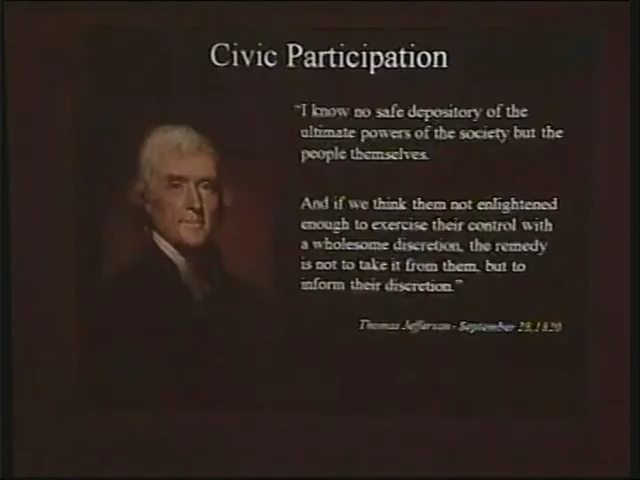 Civic Participation
"I know no safe depository of the
ultimate powers of the society but the
people themselves.
And if we think them not enlightened
enough to exercise their control with
a wholesome discretion, the remedy
is not to take it from them, but to
inform their discretion."
Thomas Jefferson - September 28, 1820